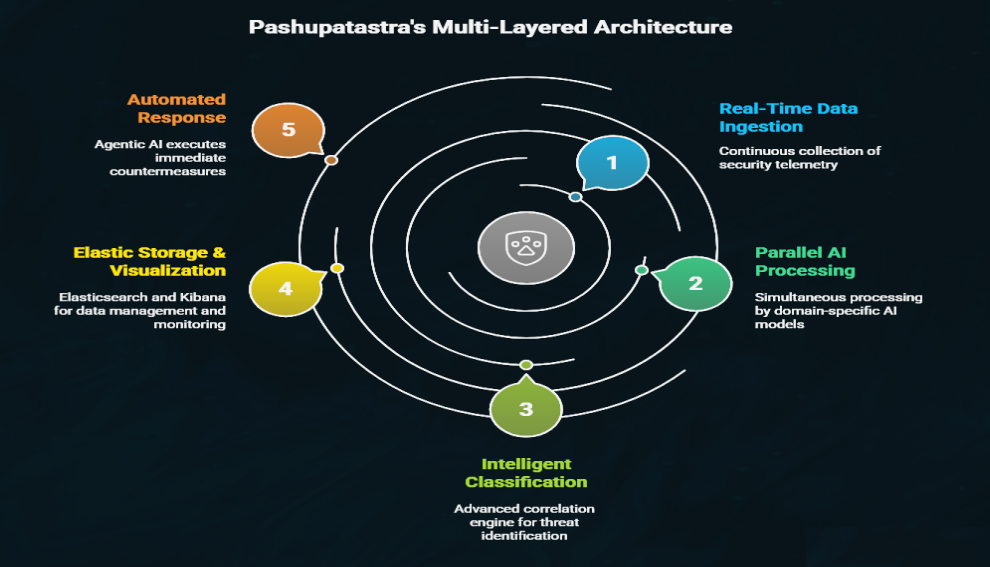 Pashupatastra's Multi-Layered Architecture
1
Real-Time Data
Ingestion
Continuous collection of
security telemetry
2
Parallel AI
Processing
Simultaneous processing
by domain-specific AI
models
3
Intelligent
Classification
Advanced correlation
engine for threat
identification
4
Elastic Storage &
Visualization
Elasticsearch and Kibana
for data management and
monitoring
5
Automated
Response
Agentic AI executes
immediate
countermeasures